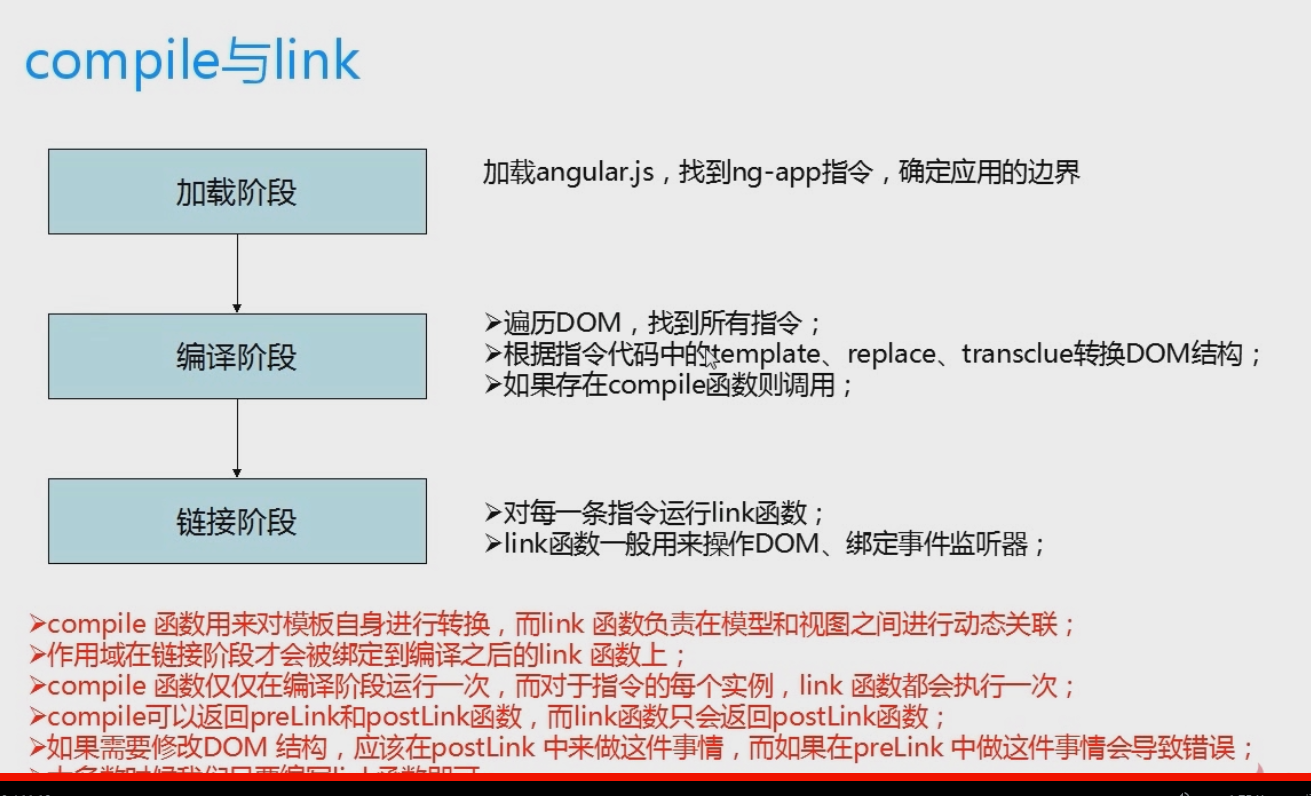 compile与link
加载阶段
加载angular.js，找到ng-app指令，确定应用的边界
编译阶段
➢遍历DOM，找到所有指令；
➢根据指令代码中的template、replace、transclue转换DOM结构；
➢如果存在compile函数则调用；
链接阶段
➢对每一条指令运行link函数；
➢link函数一般用来操作DOM、绑定事件监听器；
➢compile 函数用来对模板自身进行转换，而link 函数负责在模型和视图之间进行动态关联；
➢作用域在链接阶段才会被绑定到编译之后的link 函数上；
➢compile 函数仅仅在编译阶段运行一次，而对于指令的每个实例，link 函数都会执行一次；
➢compile可以返回preLink和postLink函数，而link函数只会返回postLink函数；
➢如果需要修改DOM 结构，应该在postLink 中来做这件事情，而如果在preLink 中做这件事情会导致错误；